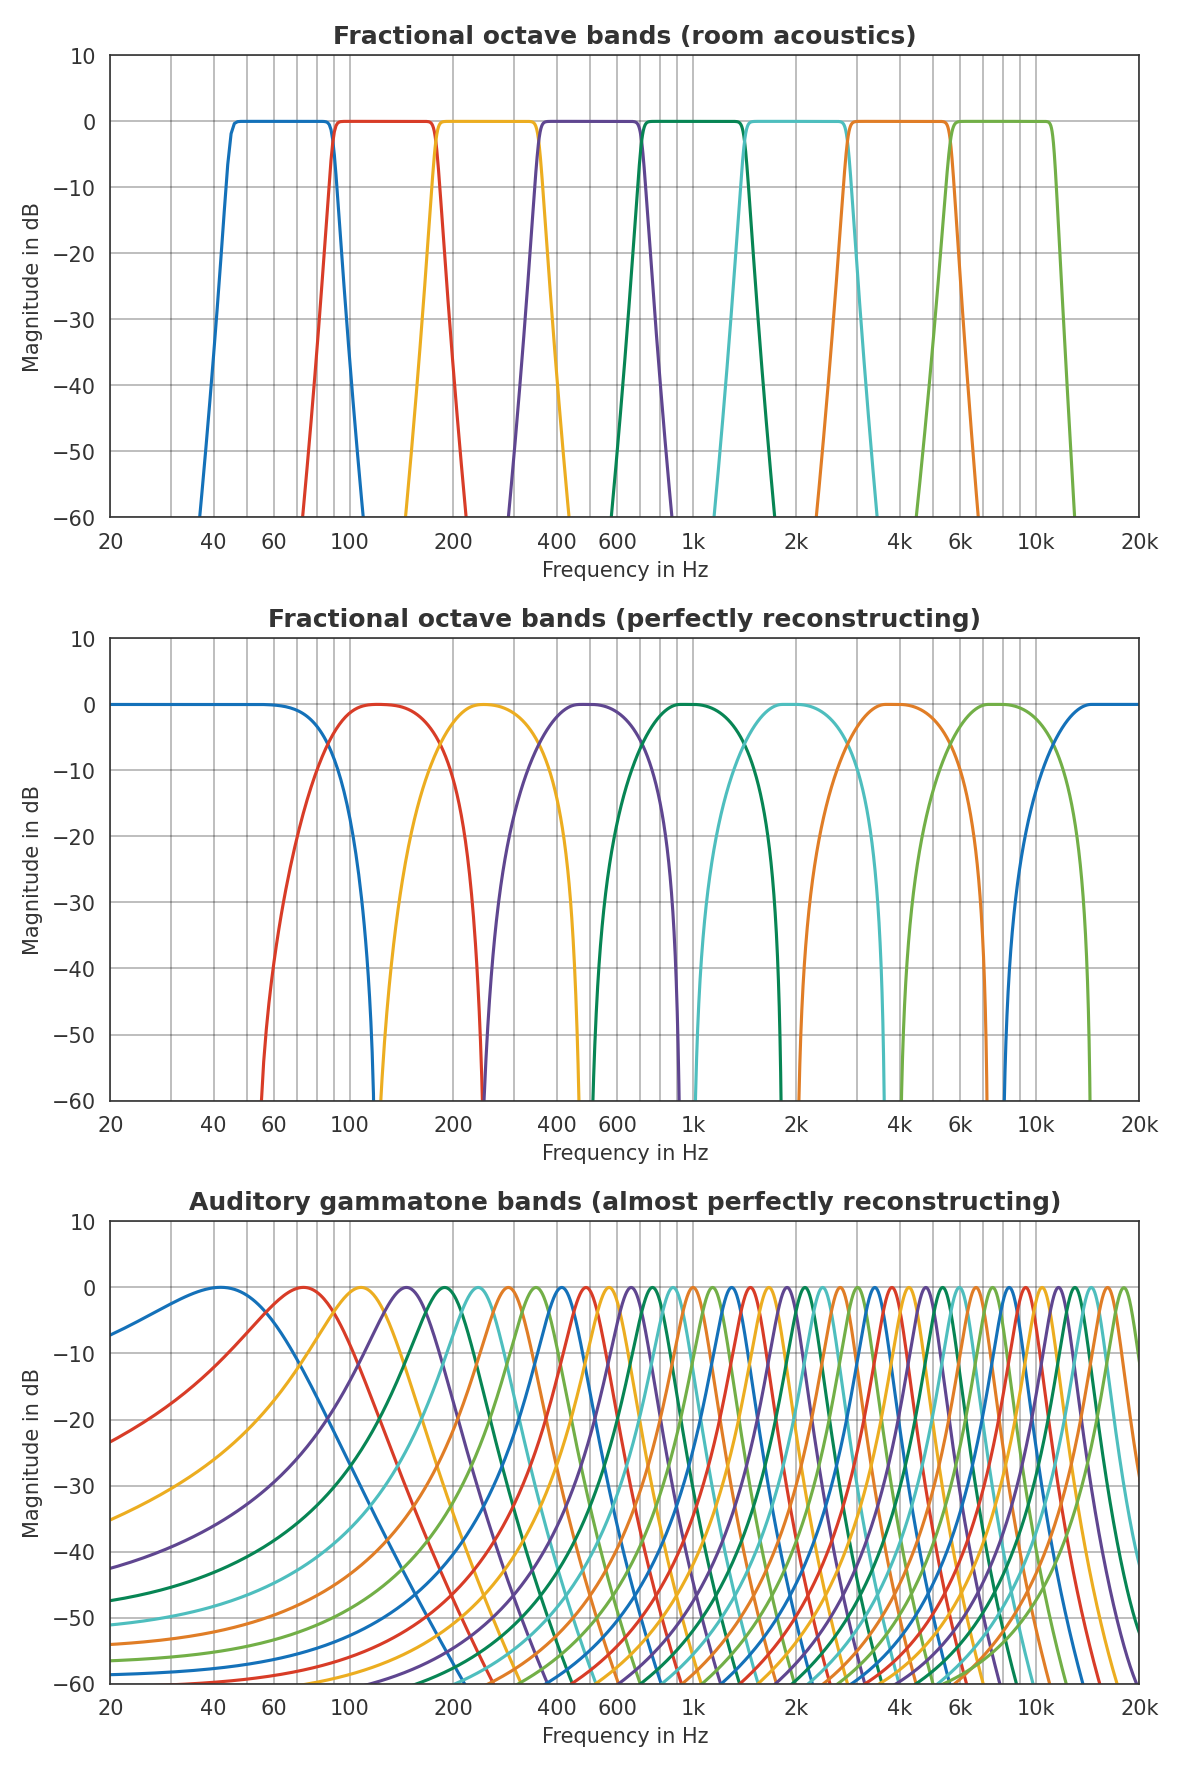 Fractional octave bands (room acoustics)
10
0
−10
−20
−30
−40
−50
−60
Magnitude in dB
20 40 60 100 200 400 600 1k 2k 4k 6k 10k 20k
Frequency in Hz
Fractional octave bands (perfectly reconstructing)
10
0
−10
−20
−30
−40
−50
−60
Magnitude in dB
20 40 60 100 200 400 600 1k 2k 4k 6k 10k 20k
Frequency in Hz
Auditory gammatone bands (almost perfectly reconstructing)
10
0
−10
−20
−30
−40
−50
−60
Magnitude in dB
20 40 60 100 200 400 600 1k 2k 4k 6k 10k 20k
Frequency in Hz